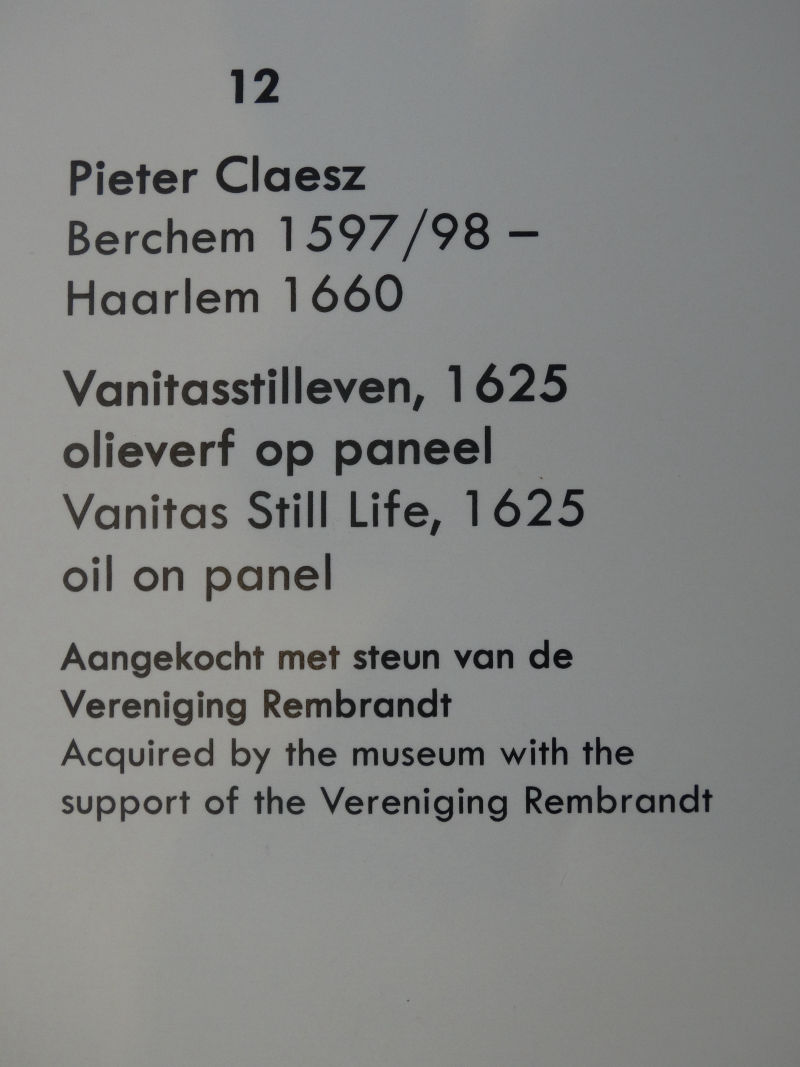 12
Pieter Claesz
Berchem 1597/98 –
Haarlem 1660
Vanitasstilleven, 1625
olieverf op paneel
Vanitas Still Life, 1625
oil on panel
Aangekocht met steun van de
Vereniging Rembrandt
Acquired by the museum with the
support of the Vereniging Rembrandt